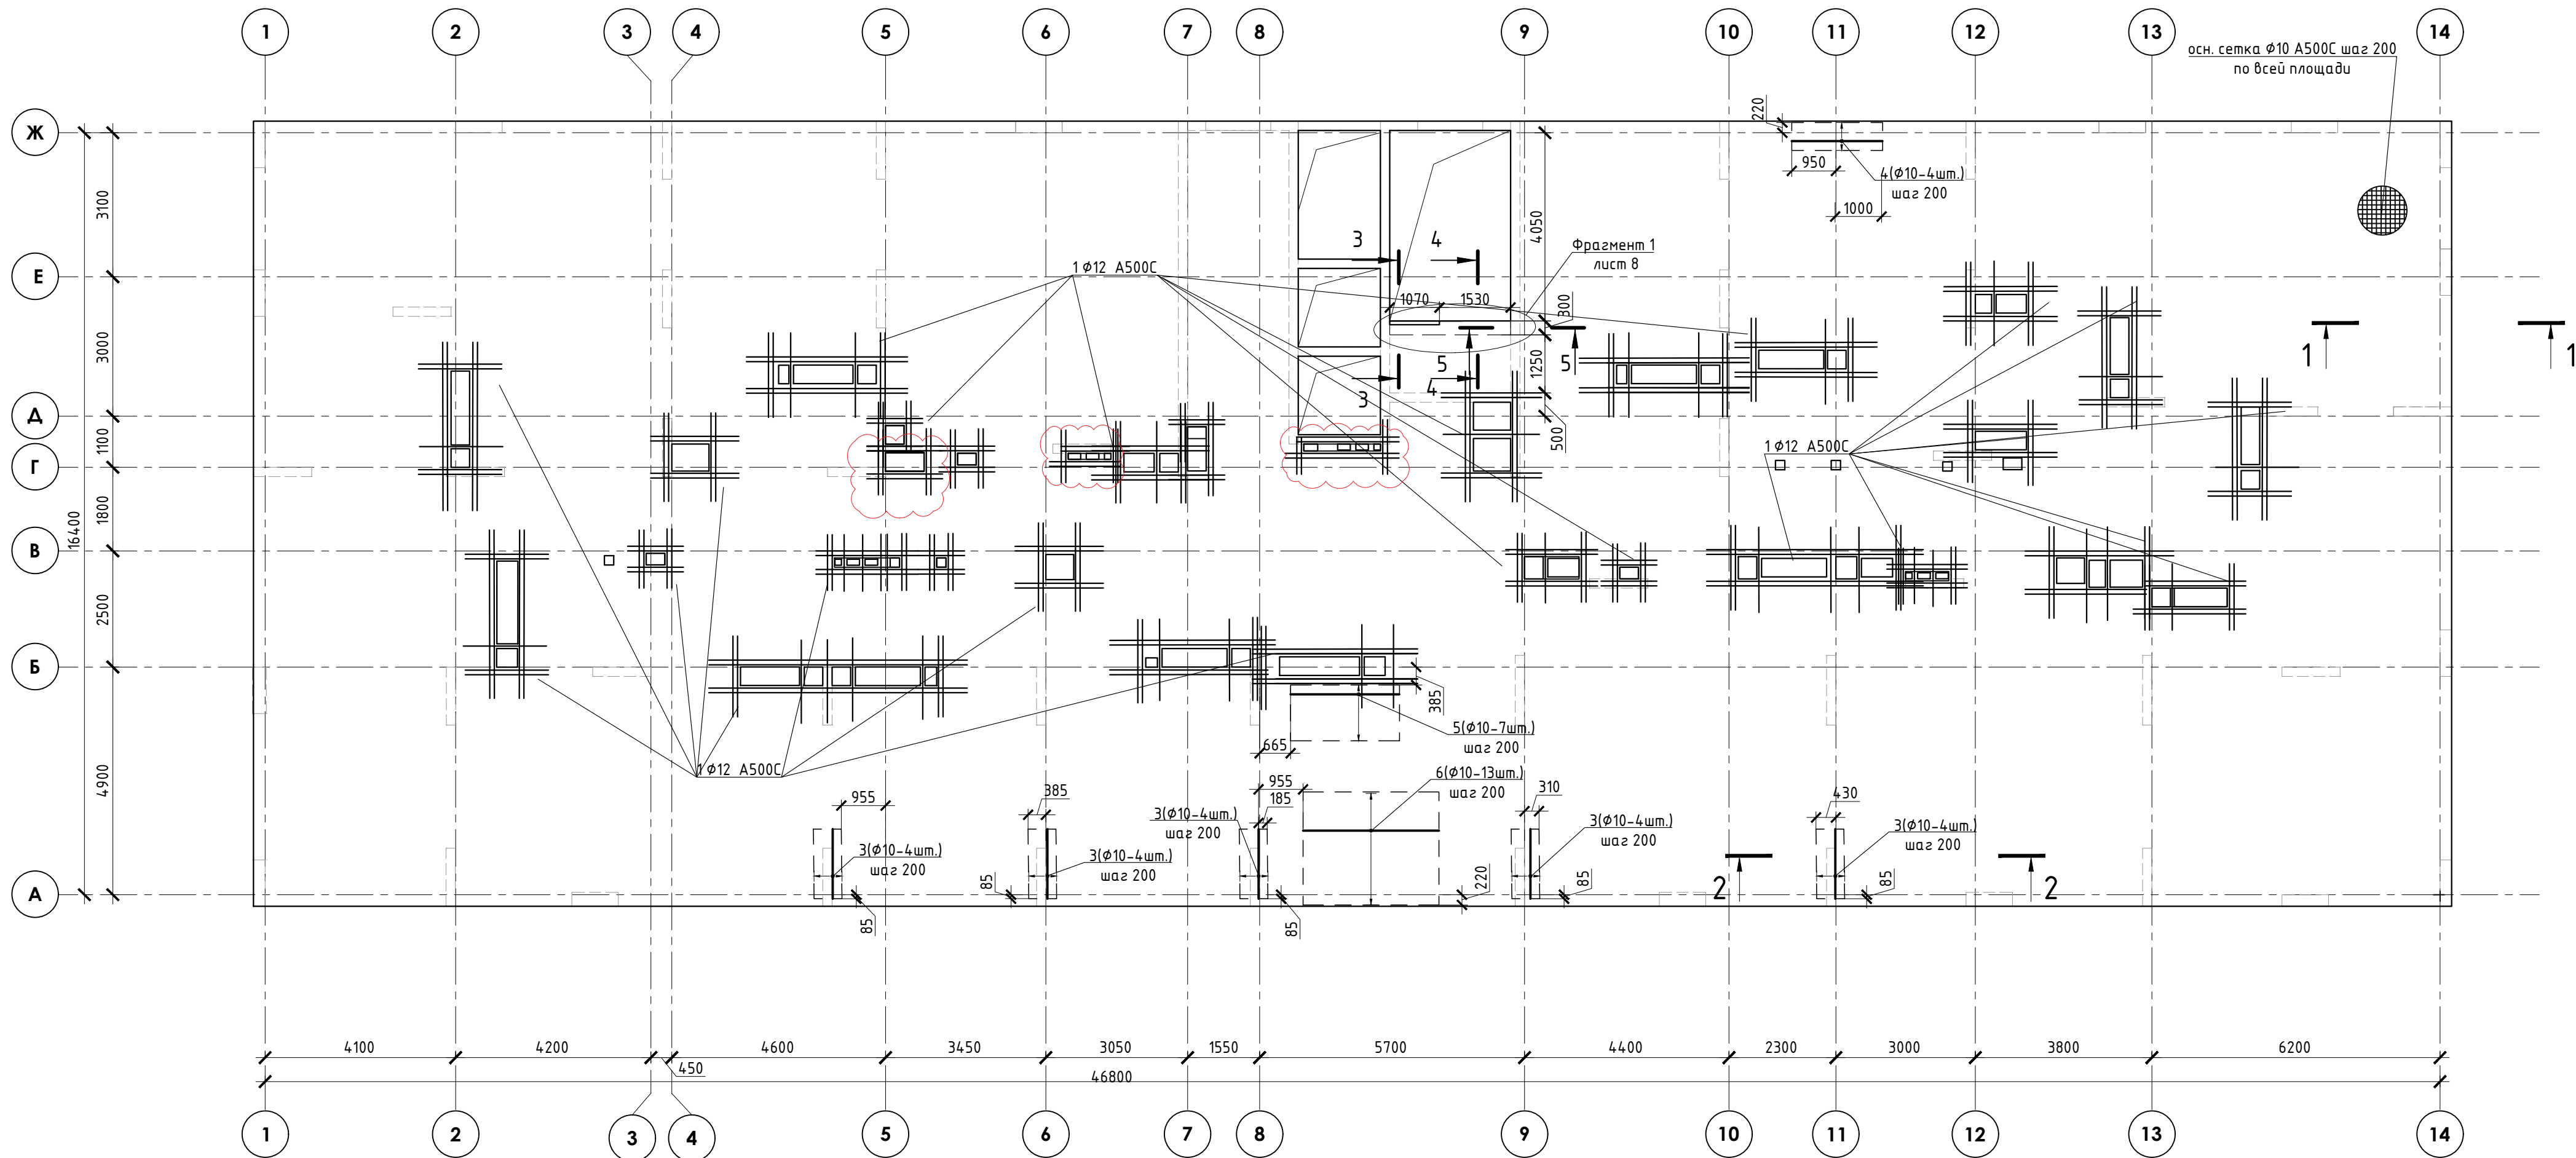 1 2 3 4 5 6 7 8 9 10 11 12 13 14
осн. сетка Ø10 А500С шаг 200
по всей площади
Ж
Е
Д
Г
В
Б
А
16400
3100
3000
1100
1800
2500
4900
220
950
4(Ø10-4шт.)
шаг 200
1000
4050
3 4
Фрагмент 1
лист 8
1 Ø12 А500С
1070 1530
300
1250
5 5
3 4
500
1 1
1 Ø12 А500С
385
5(Ø10-7шт.)
шаг 200
665
1 Ø12 А500С
6(Ø10-13шт.)
шаг 200
955
385
955
185
310
430
3(Ø10-4шт.)
шаг 200
3(Ø10-4шт.)
шаг 200
3(Ø10-4шт.)
шаг 200
3(Ø10-4шт.)
шаг 200
3(Ø10-4шт.)
шаг 200
85
85
85
220
85
85
2 2
4100 4200 450 4600 3450 3050 1550 5700 4400 2300 3000 3800 6200
46800
1 2 3 4 5 6 7 8 9 10 11 12 13 14